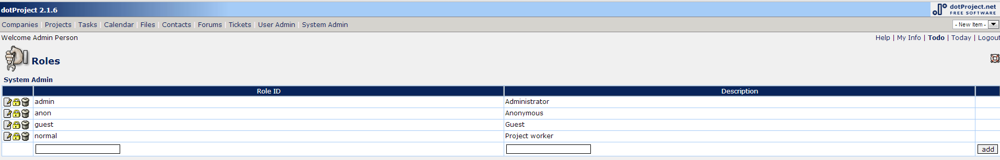 dotProject 2.1.6
dotProject.net
FREE SOFTWARE
Companies | Projects | Tasks | Calendar | Files | Contacts | Forums | Tickets | User Admin | System Admin
- New Item -
Welcome Admin Person
Help | My Info | Todo | Today | Logout
Roles
System Admin
Role ID Description
admin Administrator
anon Anonymous
guest Guest
normal Project worker
add